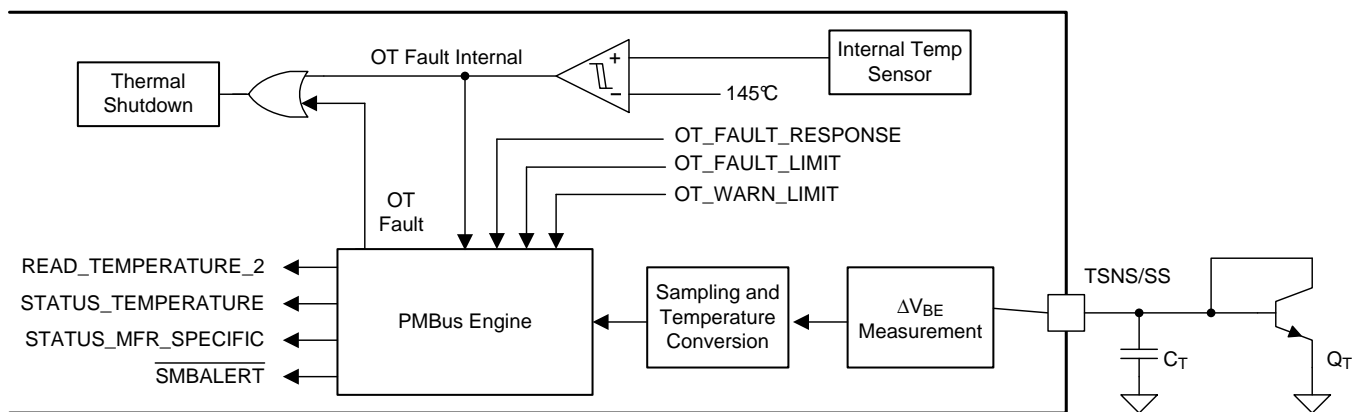 OT Fault Internal
Internal Temp
Sensor
Thermal
Shutdown
+
−
145°C
OT_FAULT_RESPONSE
OT_FAULT_LIMIT
OT_WARN_LIMIT
OT
Fault
READ_TEMPERATURE_2
STATUS_TEMPERATURE
STATUS_MFR_SPECIFIC
SMBALERT
PMBus Engine
Sampling and
Temperature
Conversion
ΔVBE
Measurement
TSNS/SS
CT
QT